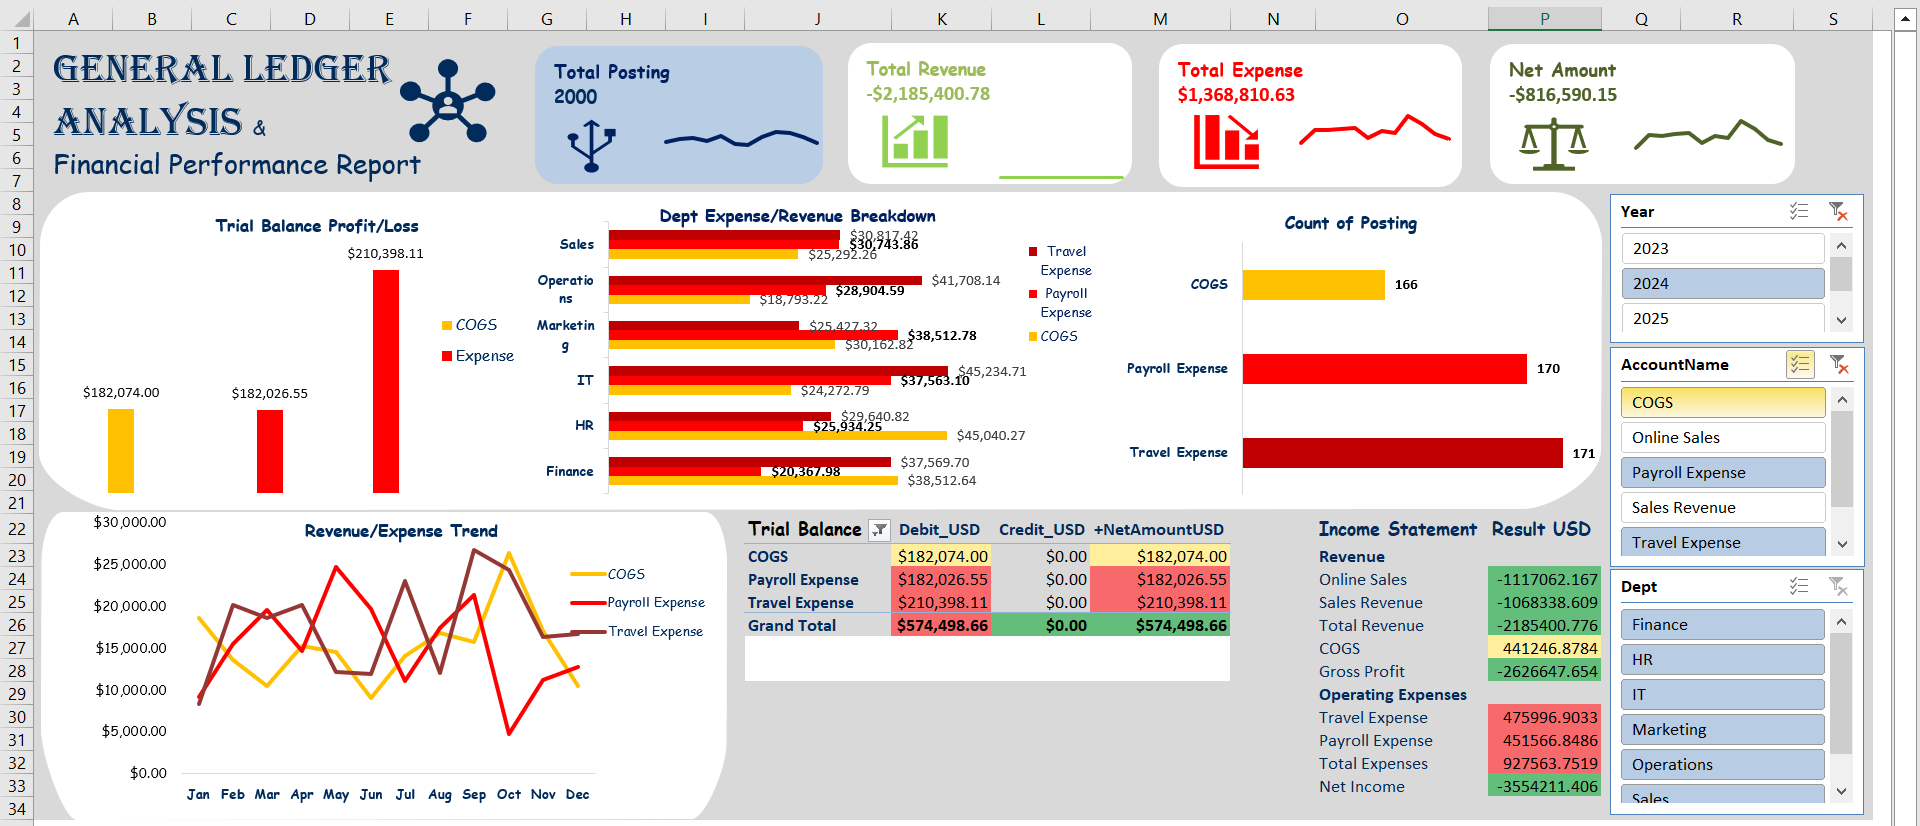 A B C D E F G H I J K L M N O P Q R S
1
2
3
4
5
6
7
8
9
10
11
12
13
14
15
16
17
18
19
20
21
22
23
24
25
26
27
28
29
30
31
32
33
34
GENERAL LEDGER
ANALYSIS &
Financial Performance Report
Total Posting
2000
Total Revenue
-$2,185,400.78
Total Expense
$1,368,810.63
Net Amount
-$816,590.15
Trial Balance Profit/Loss
$210,398.11
$182,074.00
$182,026.55
COGS
Expense
Dept Expense/Revenue Breakdown
Sales
$30,817.42
$30,743.86
$25,292.26
Operatio
ns
$41,708.14
$28,904.59
$18,793.22
Marketin
g
$25,427.32
$38,512.78
$30,162.82
IT
$45,234.71
$37,563.10
$24,272.79
HR
$29,640.82
$25,934.25
$45,040.27
Finance
$37,569.70
$20,367.98
$38,512.64
Travel
Expense
Payroll
Expense
COGS
Count of Posting
COGS 166
Payroll Expense 170
Travel Expense 171
Year
2023
2024
2025
AccountName
COGS
Online Sales
Payroll Expense
Sales Revenue
Travel Expense
Dept
Finance
HR
IT
Marketing
Operations
Sales
Revenue/Expense Trend
$30,000.00
$25,000.00
$20,000.00
$15,000.00
$10,000.00
$5,000.00
$0.00
Jan Feb Mar Apr May Jun Jul Aug Sep Oct Nov Dec
COGS
Payroll Expense
Travel Expense
Trial Balance Debit_USD Credit_USD +NetAmountUSD
COGS $182,074.00 $0.00 $182,074.00
Payroll Expense $182,026.55 $0.00 $182,026.55
Travel Expense $210,398.11 $0.00 $210,398.11
Grand Total $574,498.66 $0.00 $574,498.66
Income Statement Result USD
Revenue
Online Sales -1117062.167
Sales Revenue -1068338.609
Total Revenue -2185400.776
COGS 441246.8784
Gross Profit -2626647.654
Operating Expenses
Travel Expense 475996.9033
Payroll Expense 451566.8486
Total Expenses 927563.7519
Net Income -3554211.406